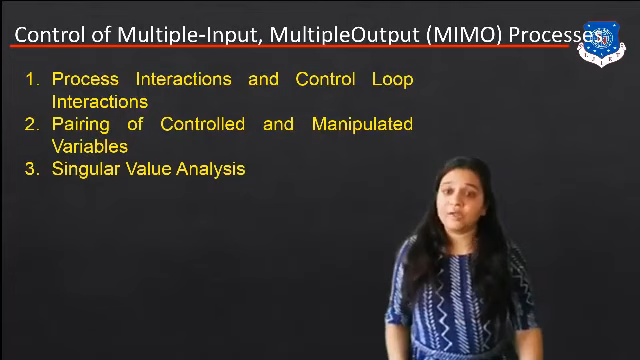 Control of Multiple-Input, MultipleOutput (MIMO) Processes
1. Process Interactions and Control Loop
Interactions
2. Pairing of Controlled and Manipulated
Variables
3. Singular Value Analysis